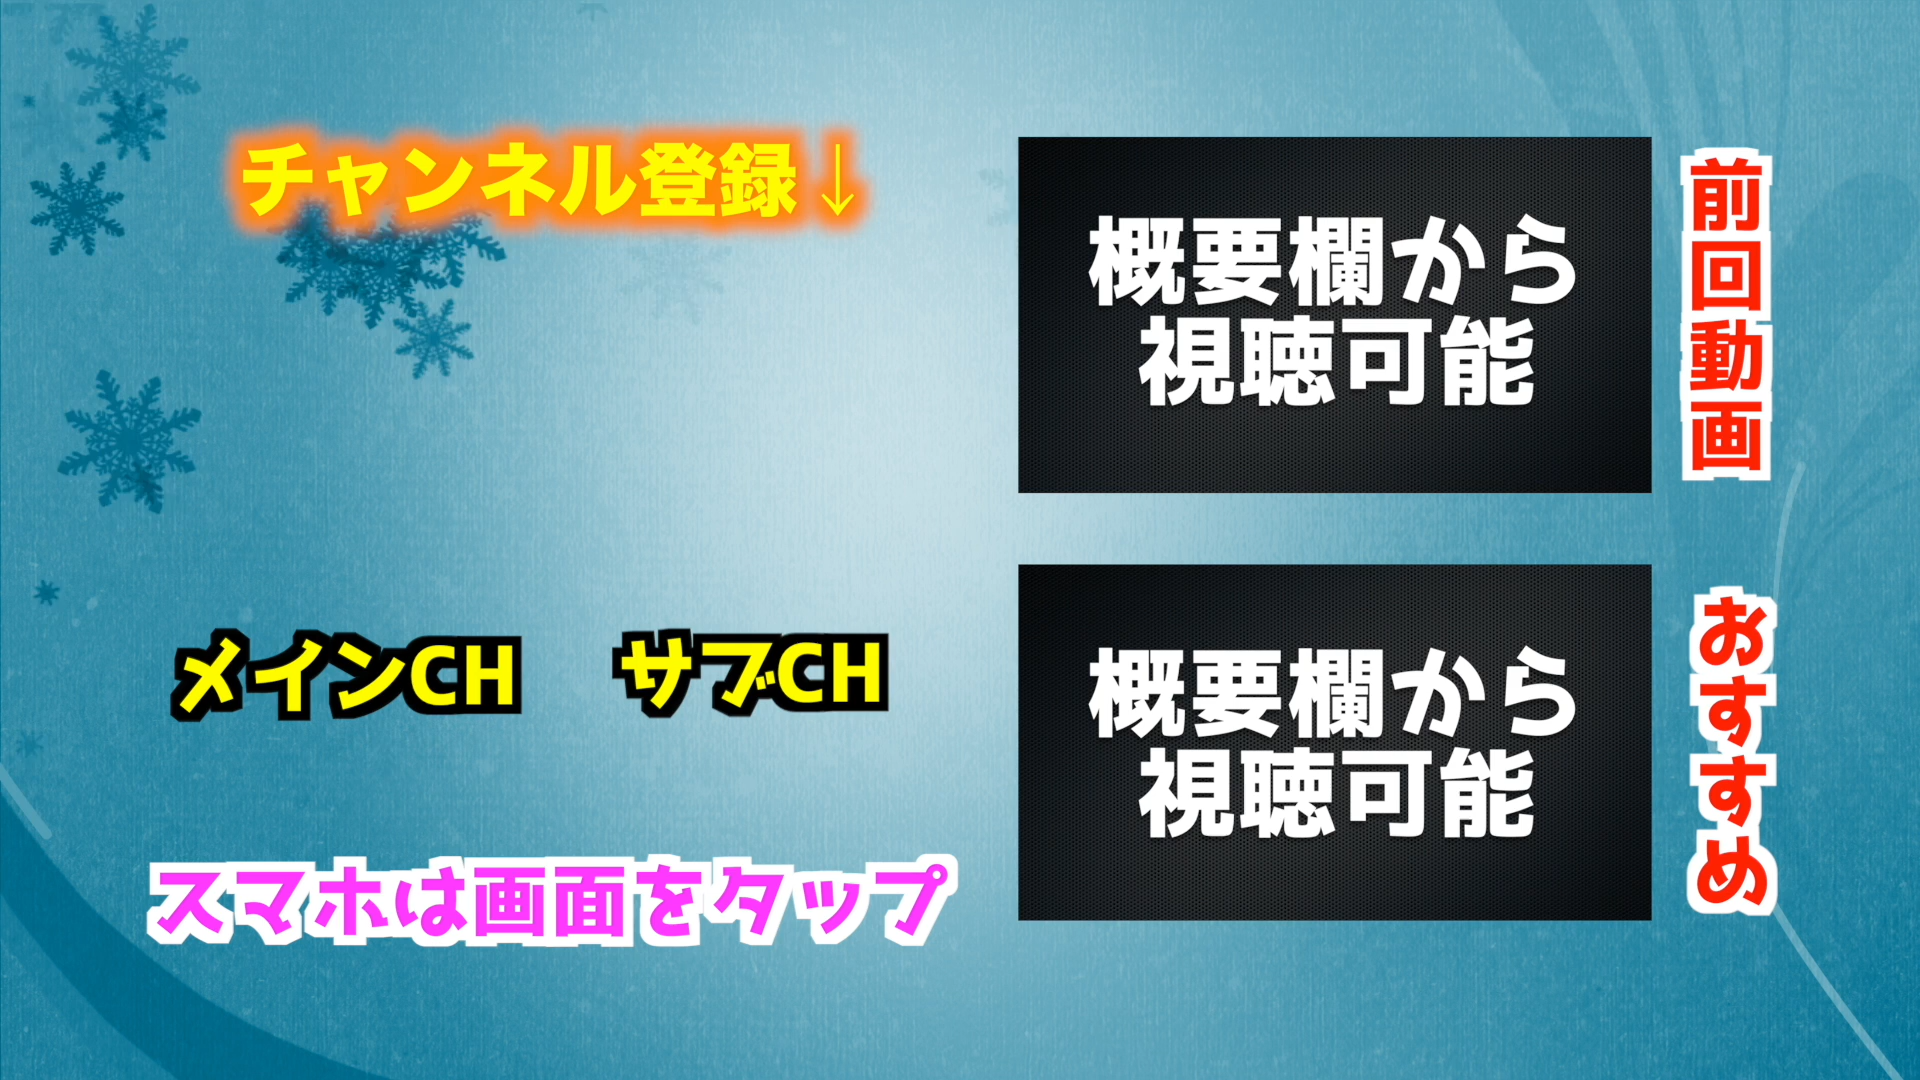 チャンネル登録↓
メインCH
サブCH
スマホは画面をタップ
概要欄から
視聴可能
前回動画
概要欄から
視聴可能
おすすめ